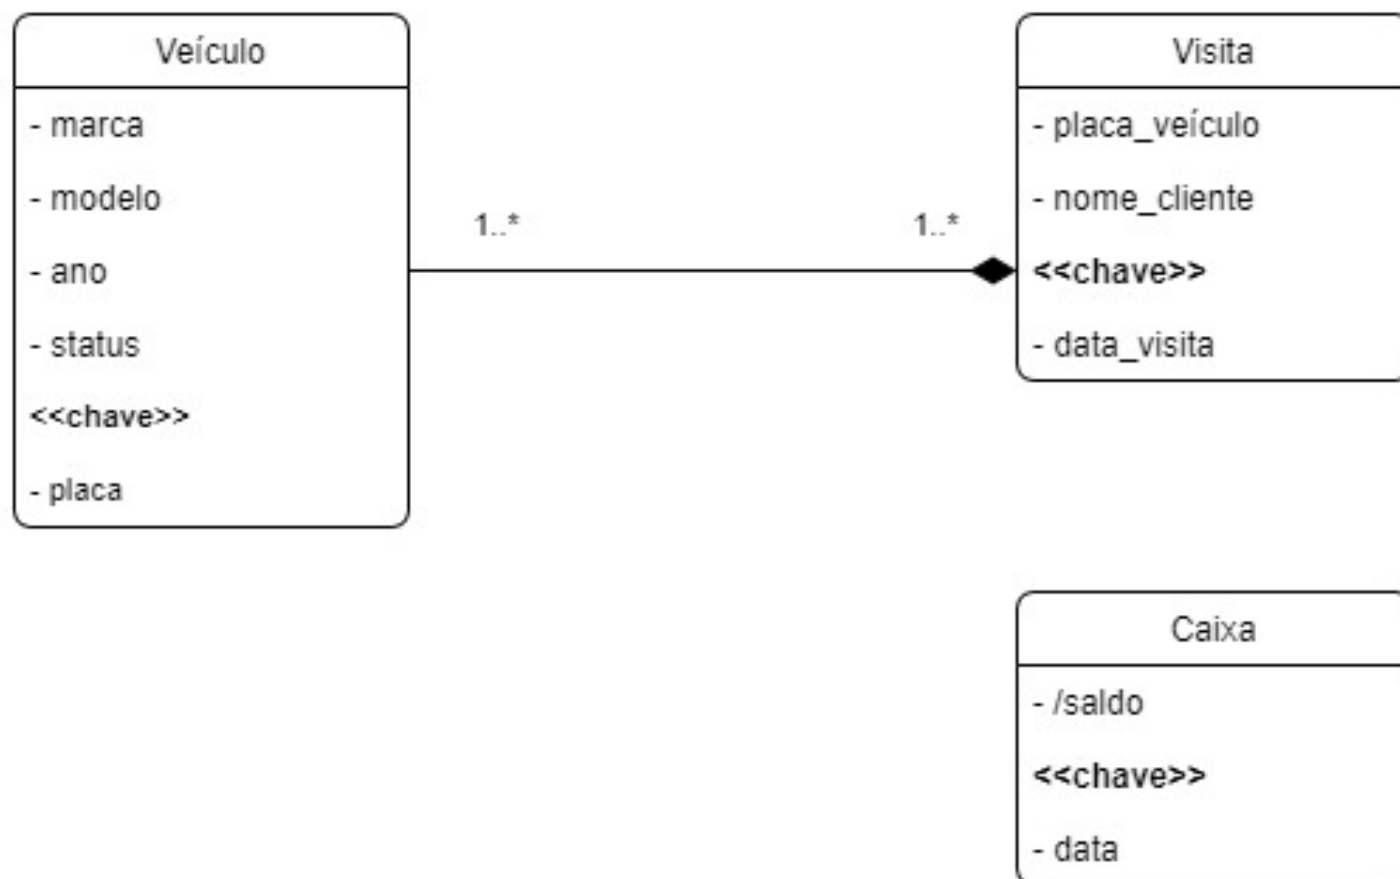 Veículo
- marca
- modelo
- ano
- status
<<chave>>
- placa
1..*
1..*
Visita
- placa_veículo
- nome_cliente
<<chave>>
- data_visita
Caixa
- /saldo
<<chave>>
- data